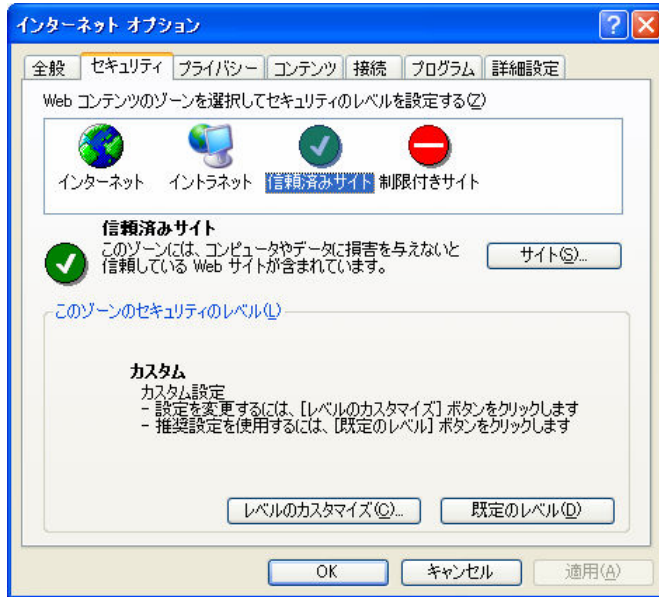 インターネット オプション
全般 セキュリティ プライバシー コンテンツ 接続 プログラム 詳細設定
Web コンテンツのゾーンを選択してセキュリティのレベルを設定する(Z)
インターネット イントラネット 信頼済みサイト 制限付きサイト
信頼済みサイト
このゾーンには、コンピュータやデータに損害を与えないと
信頼している Web サイトが含まれています。
サイト(S)...
このゾーンのセキュリティのレベル(L)
カスタム
カスタム設定
- 設定を変更するには、[レベルのカスタマイズ] ボタンをクリックします
- 推奨設定を使用するには、[既定のレベル] ボタンをクリックします
レベルのカスタマイズ(C)... 既定のレベル(D)
OK キャンセル 適用(A)